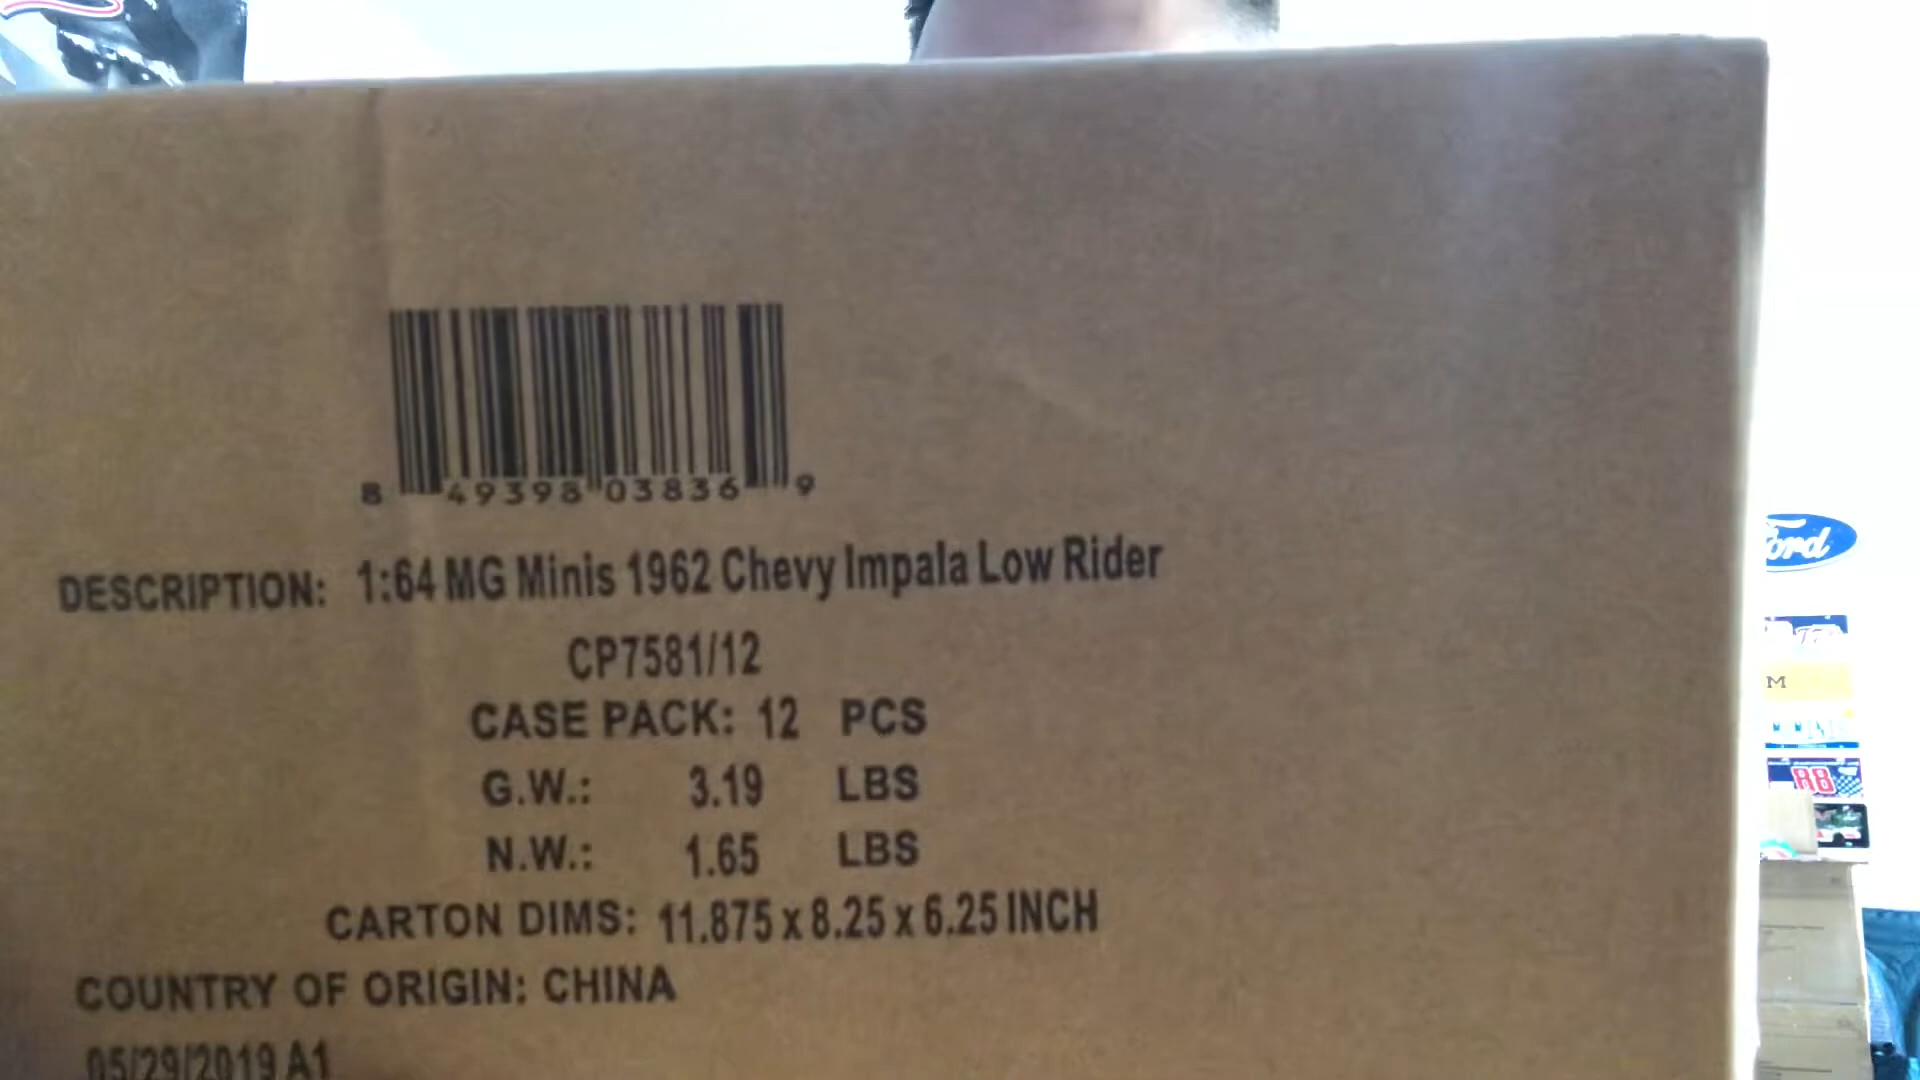 8 49398 03836 9
DESCRIPTION: 1:64 MG Minis 1962 Chevy Impala Low Rider
CP7581/12
CASE PACK: 12 PCS
G.W.: 3.19 LBS
N.W.: 1.65 LBS
CARTON DIMS: 11.875 x 8.25 x 6.25 INCH
COUNTRY OF ORIGIN: CHINA
05/29/2019 A1
Ford
M
88